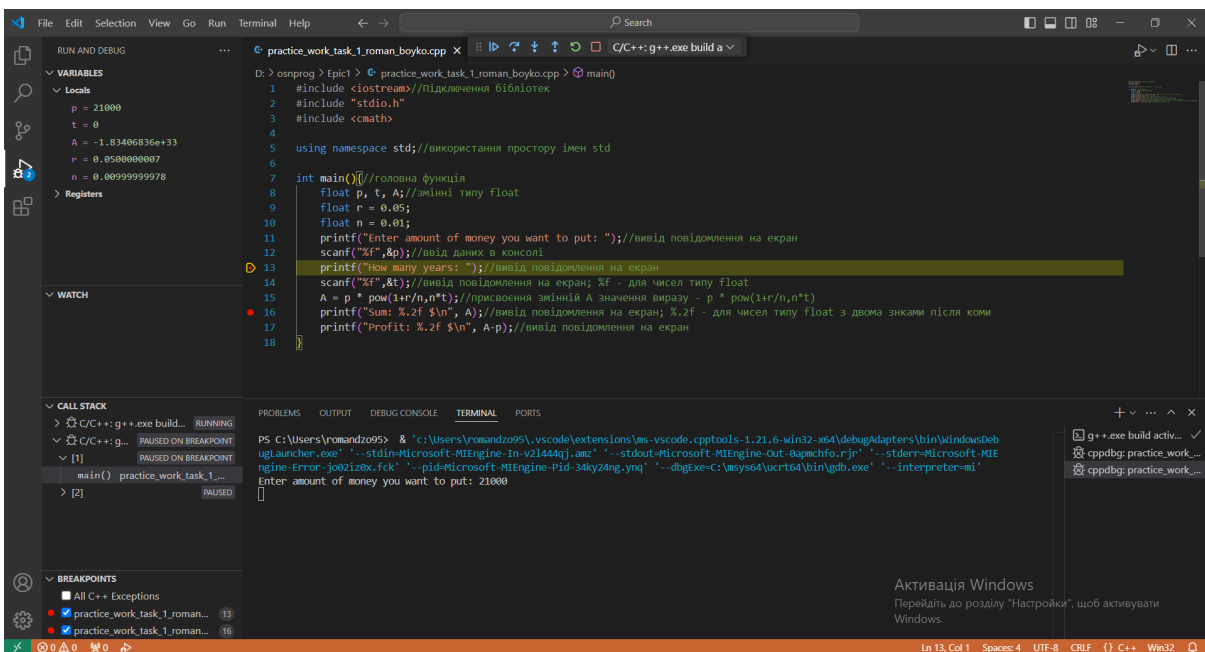 File Edit Selection View Go Run Terminal Help
Search
RUN AND DEBUG
practice_work_task_1_roman_boyko.cpp
C/C++: g++.exe build a
VARIABLES
Locals
p = 21000
t = 0
A = -1.83406836e+33
r = 0.0500000007
n = 0.00999999978
Registers
WATCH
CALL STACK
C/C++: g++.exe build... RUNNING
C/C++: g... PAUSED ON BREAKPOINT
[1] PAUSED ON BREAKPOINT
main() practice_work_task_1_...
[2] PAUSED
BREAKPOINTS
All C++ Exceptions
practice_work_task_1_roman... 13
practice_work_task_1_roman... 16
D: > osnprog > Epic1 > practice_work_task_1_roman_boyko.cpp > main()
1 #include <iostream>//Підключення бібліотек
2 #include "stdio.h"
3 #include <cmath>
4
5 using namespace std;//використання простору імен std
6
7 int main(){//головна функція
8 float p, t, A;//змінні типу float
9 float r = 0.05;
10 float n = 0.01;
11 printf("Enter amount of money you want to put: ");//вивід повідомлення на екран
12 scanf("%f",&p);//ввід даних в консолі
13 printf("How many years: ");//вивід повідомлення на екран
14 scanf("%f",&t);//вивід повідомлення на екран; %f - для чисел типу float
15 A = p * pow(1+r/n,n*t);//присвоєння змінній A значення виразу - p * pow(1+r/n,n*t)
16 printf("Sum: %.2f $\n", A);//вивід повідомлення на екран; %.2f - для чисел типу float з двома знками після коми
17 printf("Profit: %.2f $\n", A-p);//вивід повідомлення на екран
18 }
PROBLEMS OUTPUT DEBUG CONSOLE TERMINAL PORTS
PS C:\Users\romandzo95> & 'c:\Users\romandzo95\.vscode\extensions\ms-vscode.cpptools-1.21.6-win32-x64\debugAdapters\bin\WindowsDeb
ugLauncher.exe' '--stdin=Microsoft-MIEngine-In-v2l444qj.amz' '--stdout=Microsoft-MIEngine-Out-0apmchfo.rjr' '--stderr=Microsoft-MIE
ngine-Error-jo02iz0x.fck' '--pid=Microsoft-MIEngine-Pid-34ky24ng.ynq' '--dbgExe=C:\msys64\ucrt64\bin\gdb.exe' '--interpreter=mi'
Enter amount of money you want to put: 21000
g++.exe build activ...
cppdbg: practice_work_...
cppdbg: practice_work_...
Активація Windows
Перейдіть до розділу "Настройки", щоб активувати
Windows.
2
0 0 0 Ln 13, Col 1 Spaces: 4 UTF-8 CRLF {} C++ Win32